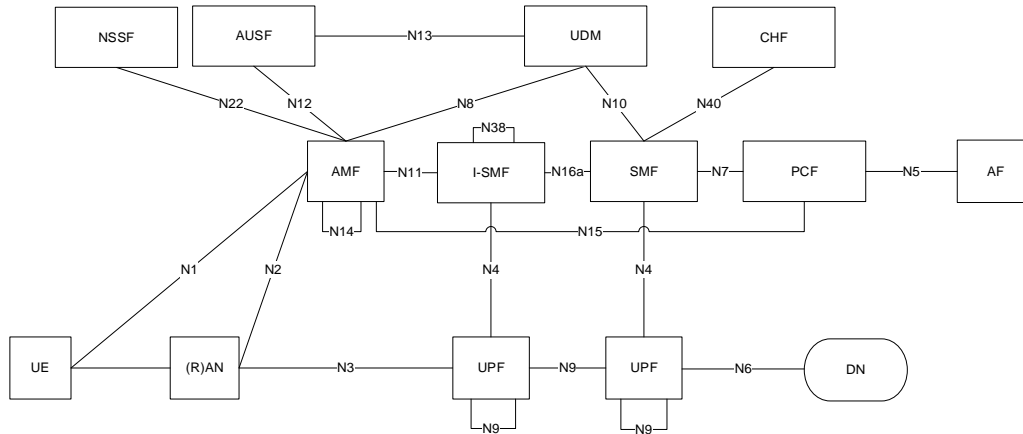 NSSF
AUSF
N13
UDM
CHF
N22
N12
N8
N10
N40
N38
AMF
N11
I-SMF
N16a
SMF
N7
PCF
N5
AF
N14
N15
N1
N2
N4
N4
UE
(R)AN
N3
UPF
N9
UPF
N6
DN
N9
N9